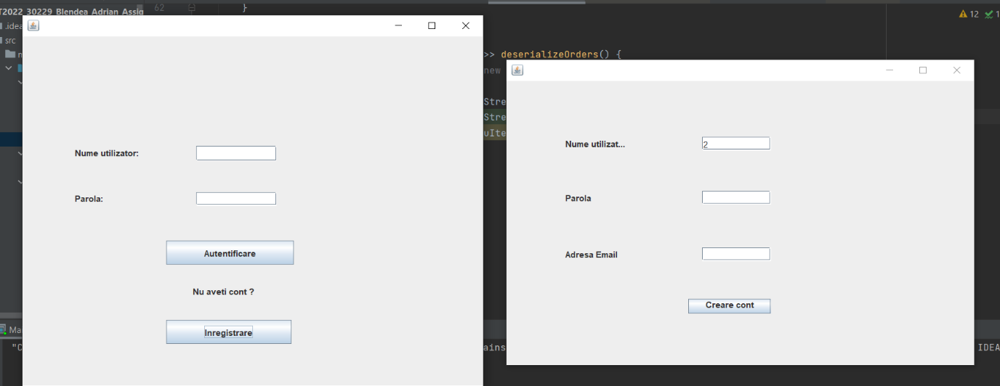 T2022_30229_Blendea_Adrian_Assig
62
}
12
1
.idea
src
>> deserializeOrders() {
new
Stre
Stre
uIte
Nume utilizator:
Parola:
Autentificare
Nu aveti cont ?
Inregistrare
Nume utilizat...
2
Parola
Adresa Email
Creare cont
Ma
"C
ains
IDEA